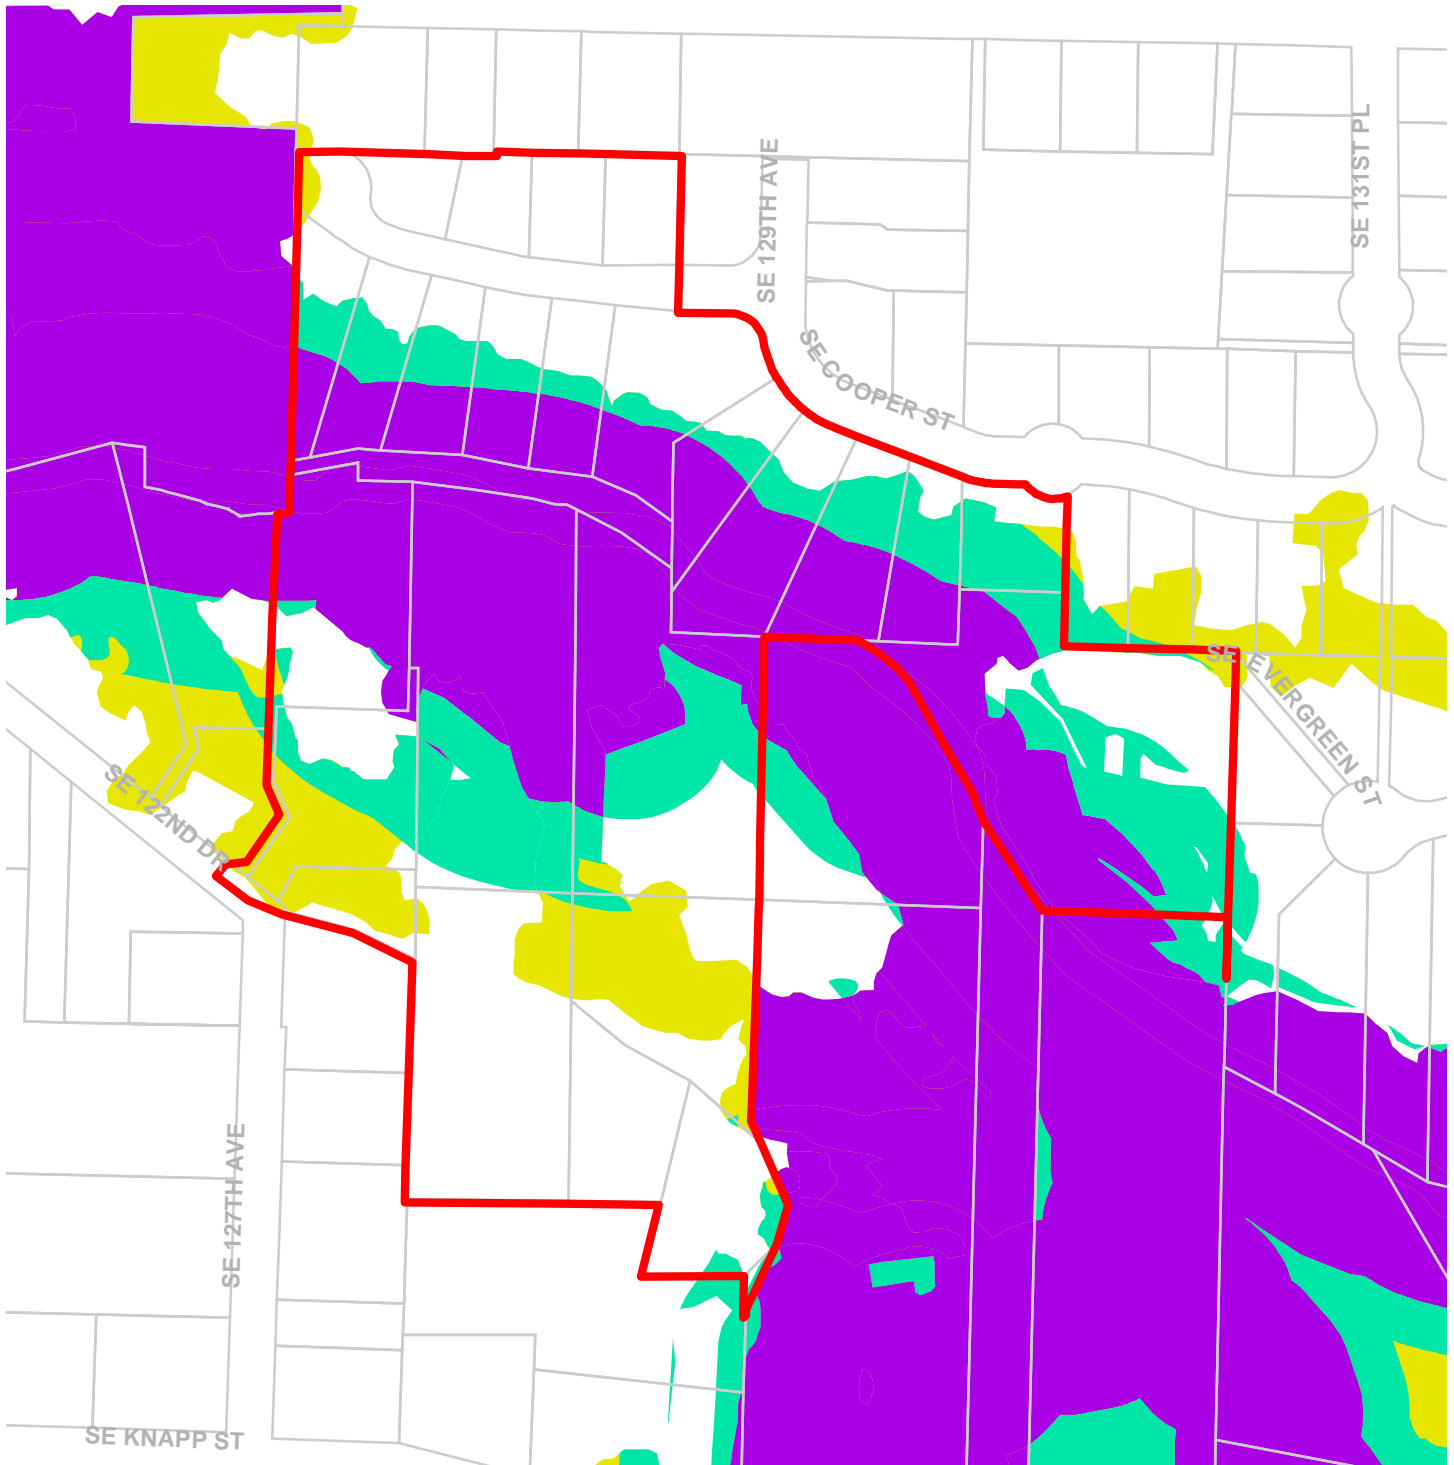 SE 131ST PL
SE 129TH AVE
SE COOPER ST
SE EVERGREEN ST
SE 122ND DR
SE 127TH AVE
SE KNAPP ST